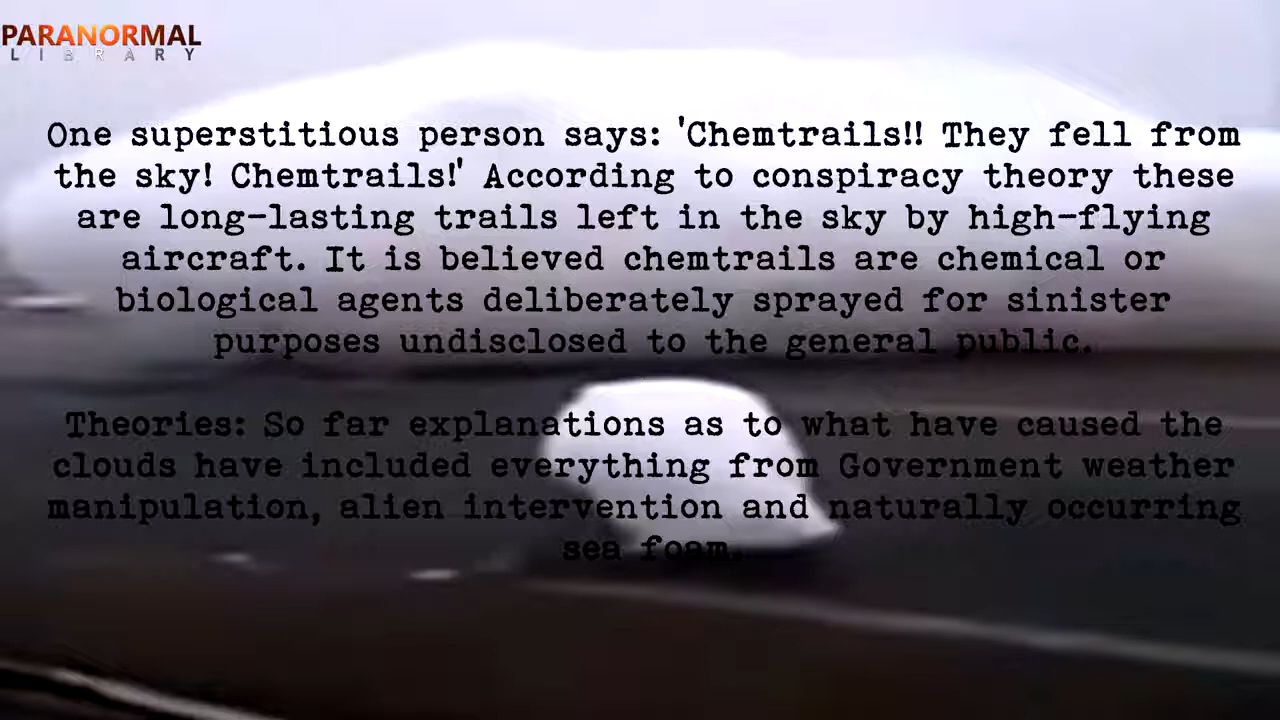 PARANORMAL
LIBRARY
One superstitious person says: 'Chemtrails!! They fell from
the sky! Chemtrails!' According to conspiracy theory these
are long-lasting trails left in the sky by high-flying
aircraft. It is believed chemtrails are chemical or
biological agents deliberately sprayed for sinister
purposes undisclosed to the general public.
Theories: So far explanations as to what have caused the
clouds have included everything from Government weather
manipulation, alien intervention and naturally occurring
sea foam.